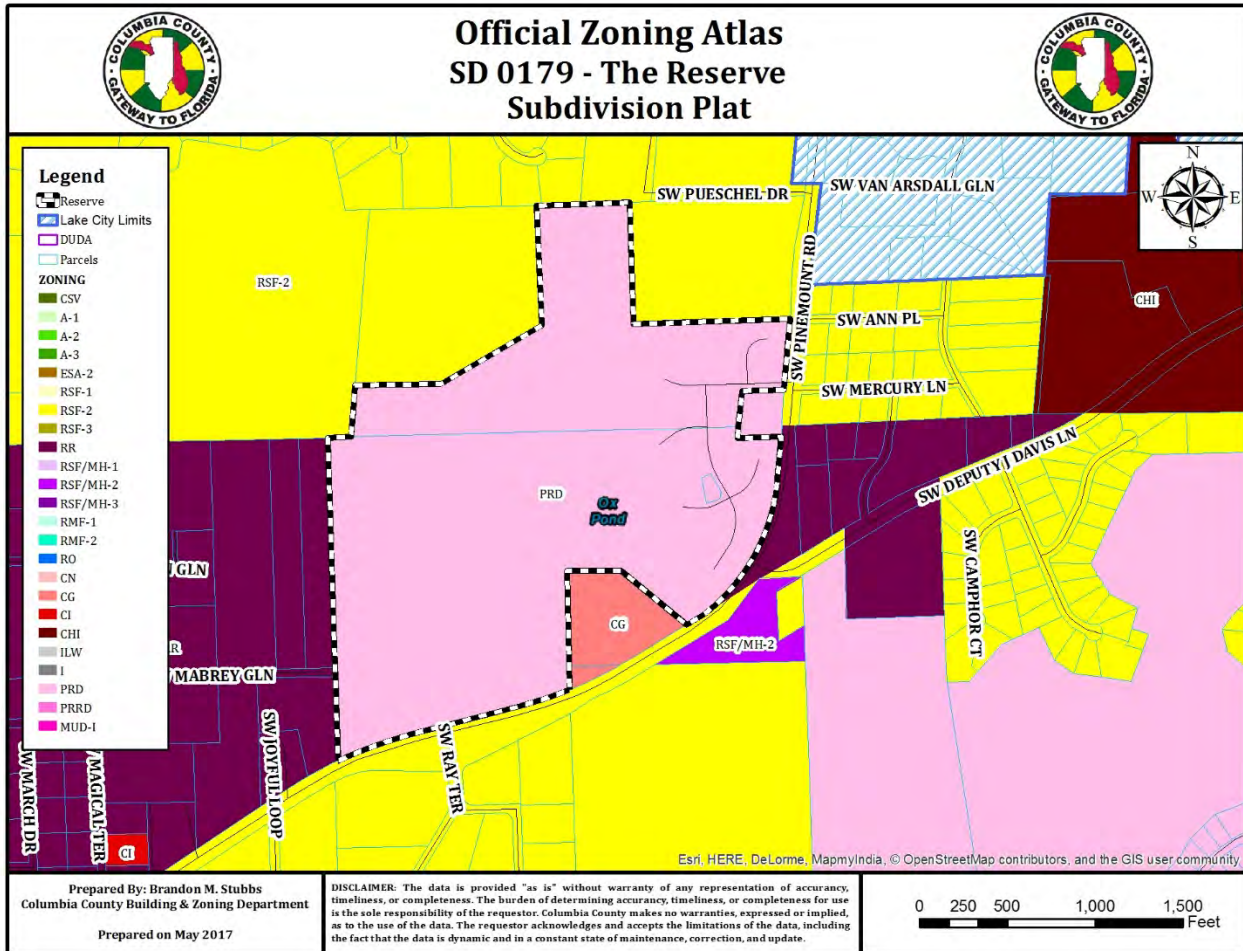 COLUMBIA COUNTY
GATEWAY TO FLORIDA
Official Zoning Atlas
SD 0179 - The Reserve
Subdivision Plat
COLUMBIA COUNTY
GATEWAY TO FLORIDA
Legend
Reserve
Lake City Limits
DUDA
Parcels
ZONING
CSV
A-1
A-2
A-3
ESA-2
RSF-1
RSF-2
RSF-3
RR
RSF/MH-1
RSF/MH-2
RSF/MH-3
RMF-1
RMF-2
RO
CN
CG
CI
CHI
ILW
I
PRD
PRRD
MUD-I
N
W E
S
SW PUESCHEL DR
SW VAN ARSDALL GLN
SW PINEMOUNT RD
RSF-2
CHI
SW ANN PL
SW MERCURY LN
SW DEPUTY J DAVIS LN
PRD
Ox
Pond
SW CAMPHOR CT
GLN
CG
RSF/MH-2
MABREY GLN
SW JOYFUL LOOP
SW RAY TER
MARCH DR
MAGICAL TER
CI
Esri, HERE, DeLorme, MapmyIndia, © OpenStreetMap contributors, and the GIS user community
Prepared By: Brandon M. Stubbs
Columbia County Building & Zoning Department
Prepared on May 2017
DISCLAIMER: The data is provided "as is" without warranty of any representation of accurancy,
timeliness, or completeness. The burden of determining accuracy, timeliness, or completeness for use
is the sole responsibility of the requestor. Columbia County makes no warranties, expressed or implied,
as to the use of the data. The requestor acknowledges and accepts the limitations of the data, including
the fact that the data is dynamic and in a constant state of maintenance, correction, and update.
0 250 500 1,000 1,500
Feet